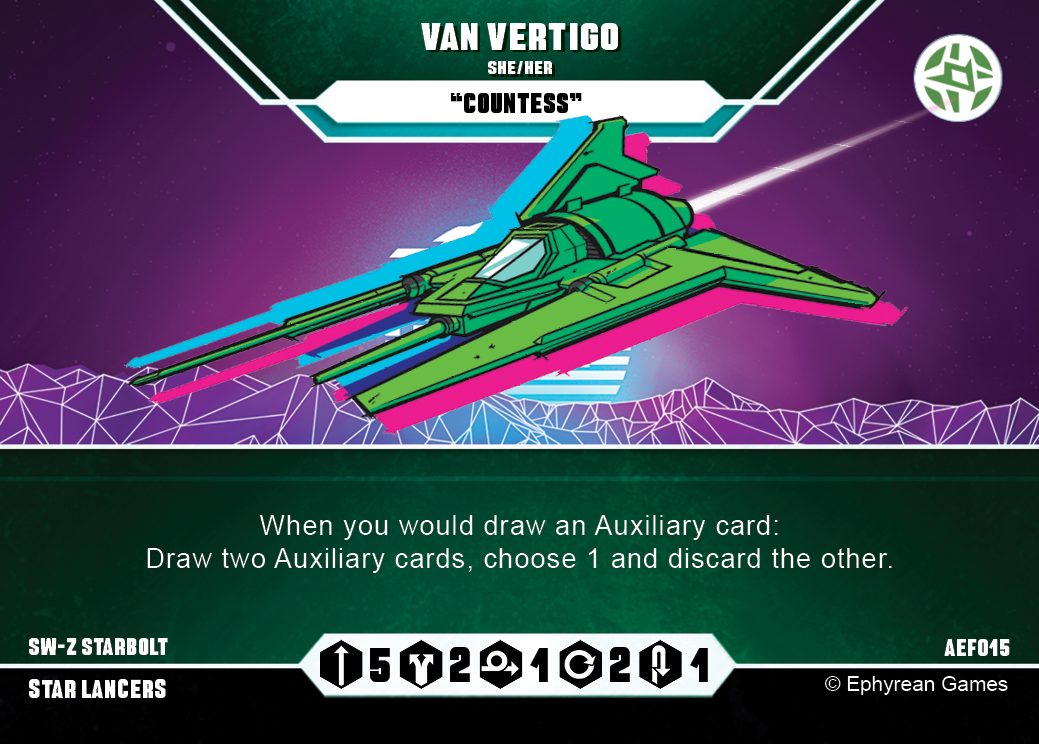 VAN VERTIGO
SHE/HER
“COUNTESS”
When you would draw an Auxiliary card:
Draw two Auxiliary cards, choose 1 and discard the other.
SW-Z STARBOLT
5 2 1 2 1
AEF015
STAR LANCERS
© Ephyrean Games